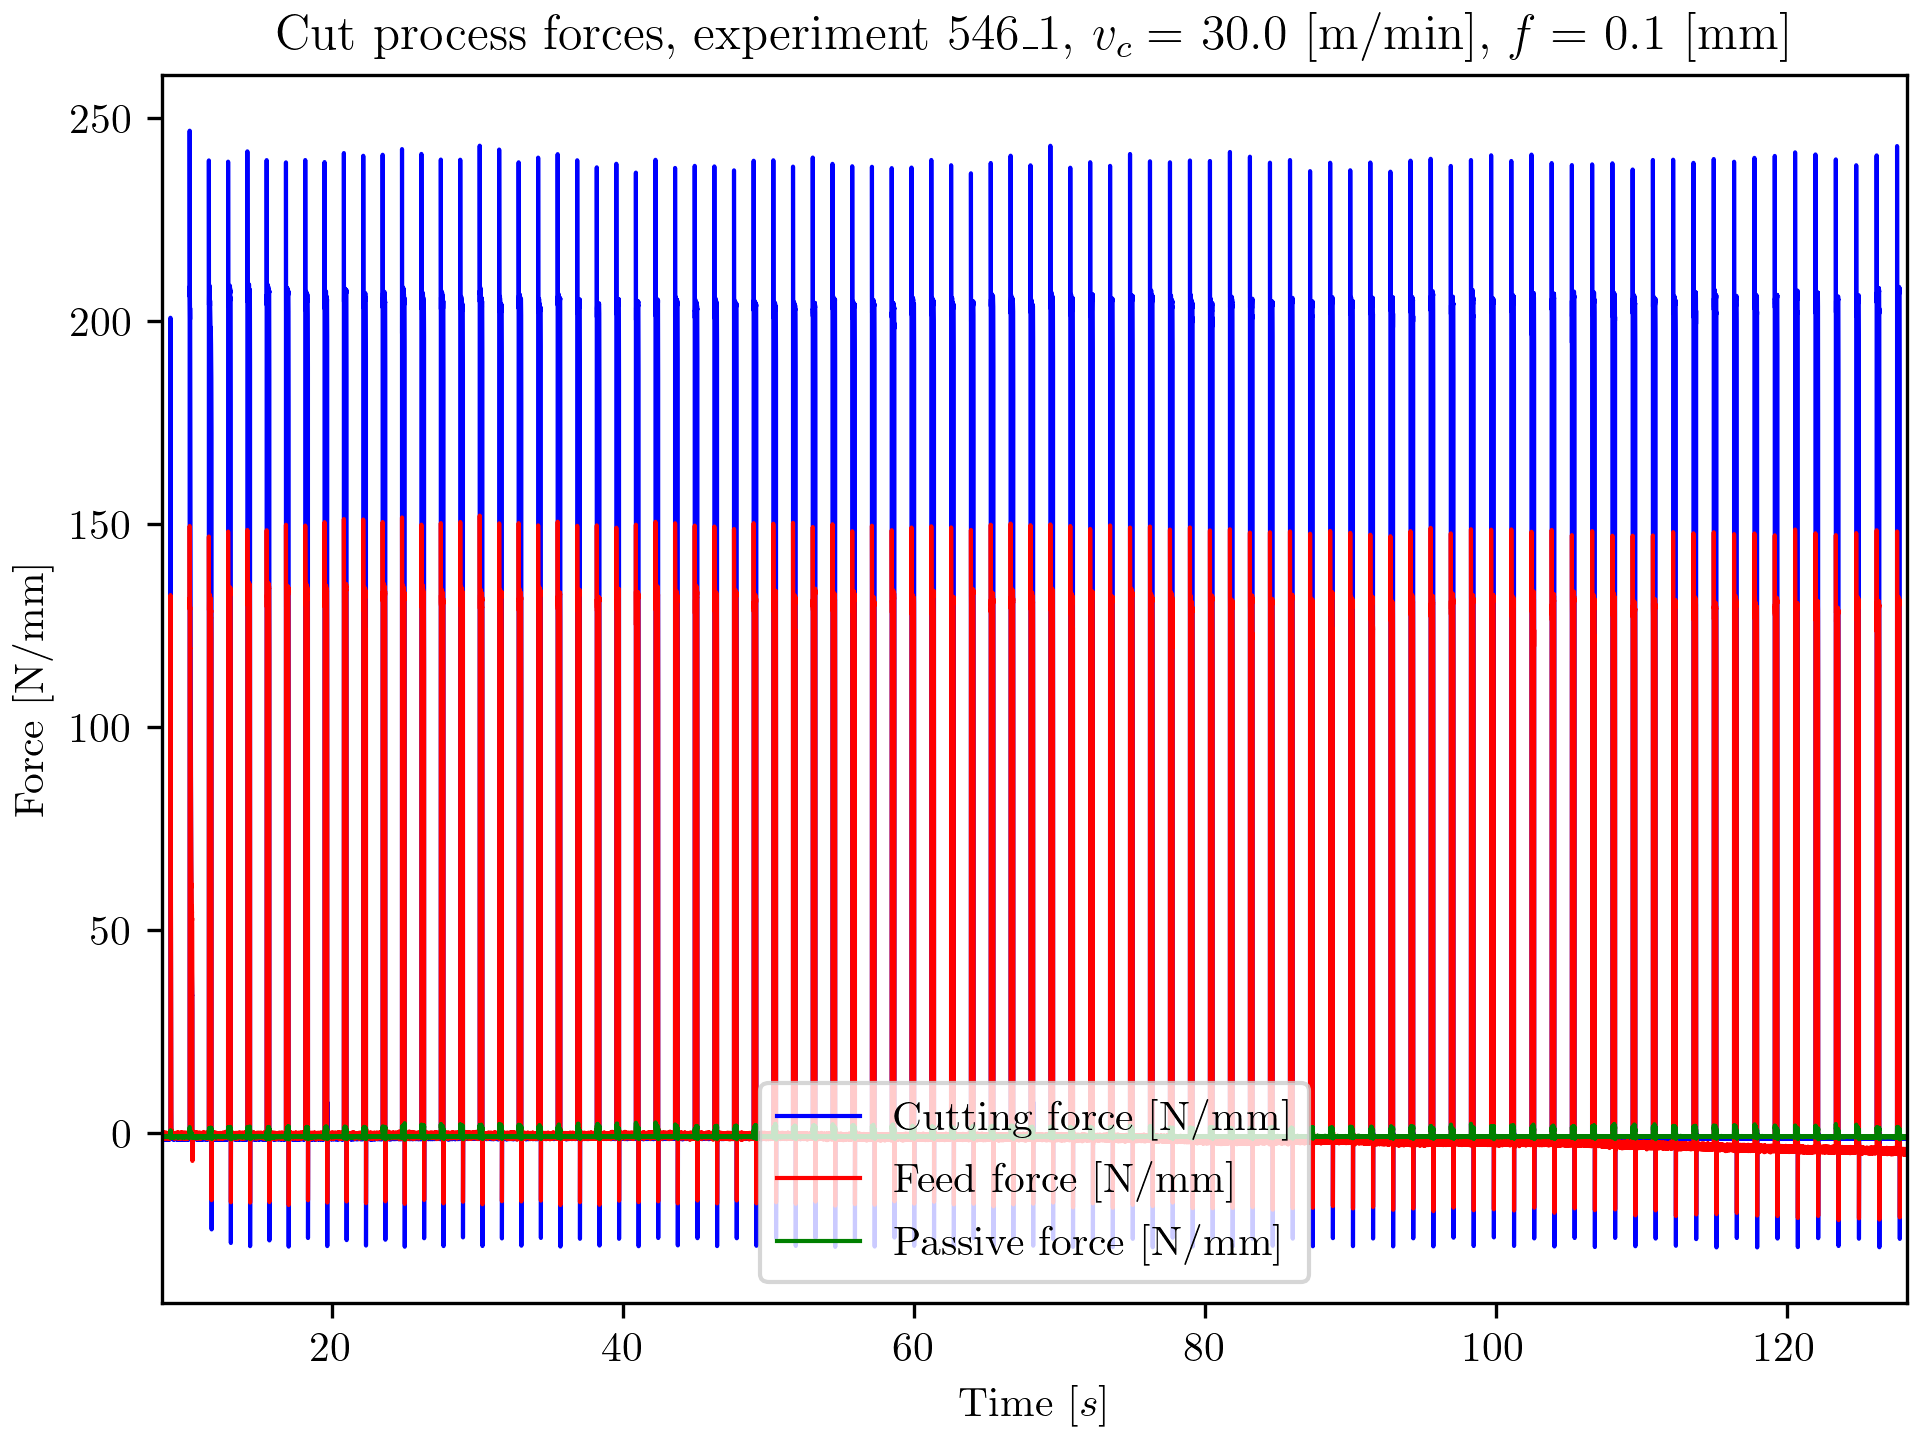 Cut process forces, experiment 546_1, v_c = 30.0 [m/min], f = 0.1 [mm]
250
200
150
100
50
0
Force [N/mm]
Cutting force [N/mm]
Feed force [N/mm]
Passive force [N/mm]
20 40 60 80 100 120
Time [s]